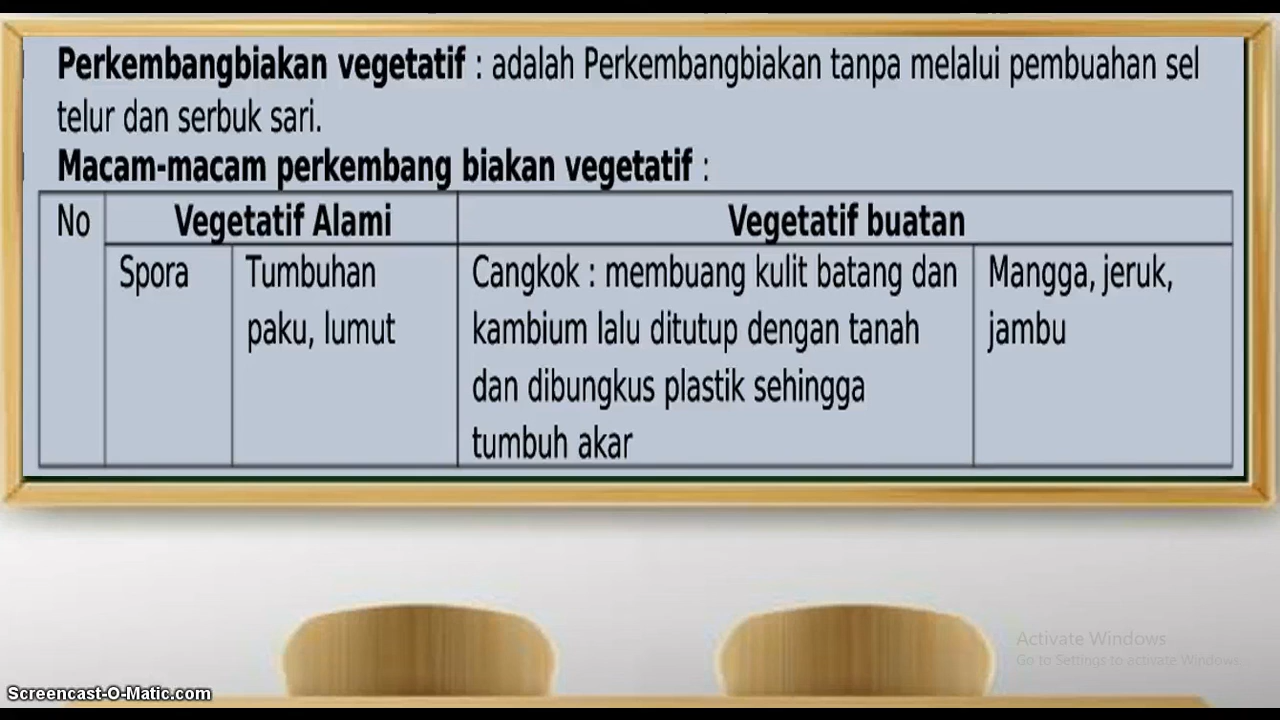 Perkembangbiakan vegetatif : adalah Perkembangbiakan tanpa melalui pembuahan sel
telur dan serbuk sari.
Macam-macam perkembang biakan vegetatif :
No Vegetatif Alami Vegetatif buatan
Spora Tumbuhan Cangkok : membuang kulit batang dan Mangga, jeruk,
paku, lumut kambium lalu ditutup dengan tanah jambu
dan dibungkus plastik sehingga
tumbuh akar
Activate Windows
Go to Settings to activate Windows.
Screencast-O-Matic.com